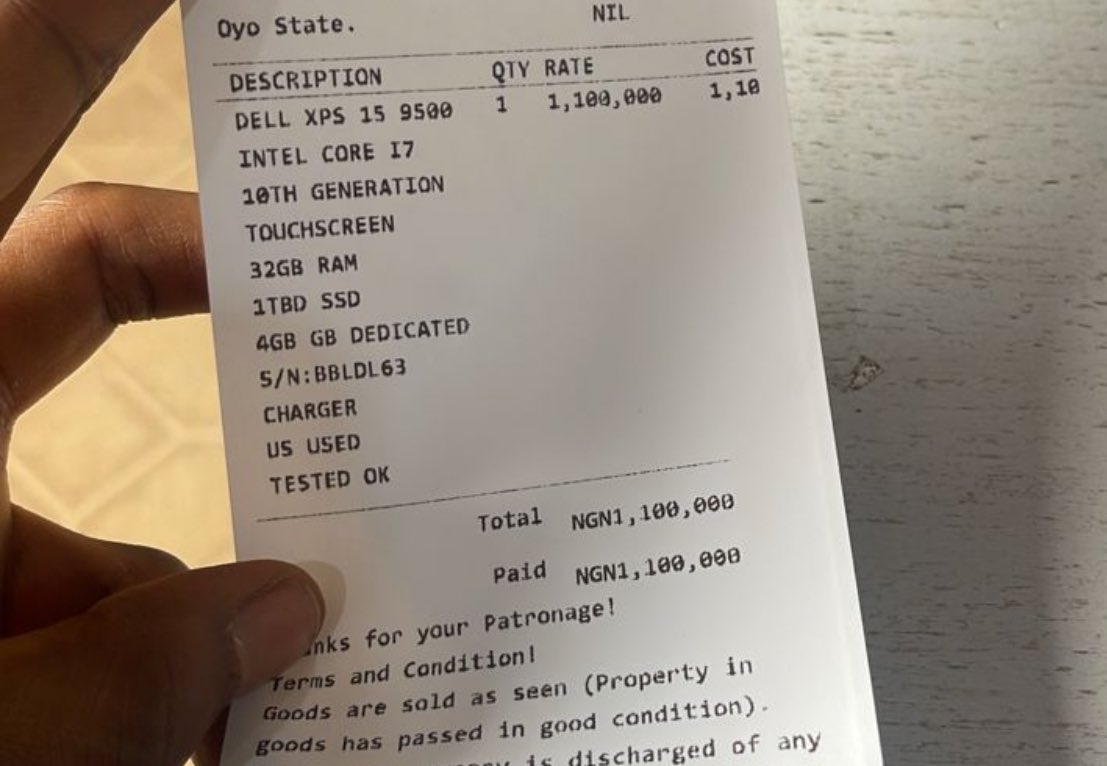 Oyo State. NIL
DESCRIPTION QTY RATE COST
DELL XPS 15 9500 1 1,100,000 1,10
INTEL CORE I7
10TH GENERATION
TOUCHSCREEN
32GB RAM
1TBD SSD
4GB GB DEDICATED
S/N:BBLDL63
CHARGER
US USED
TESTED OK
Total NGN1,100,000
Paid NGN1,100,000
nks for your Patronage!
Terms and Condition!
Goods are sold as seen (Property in
goods has passed in good condition).
is discharged of any